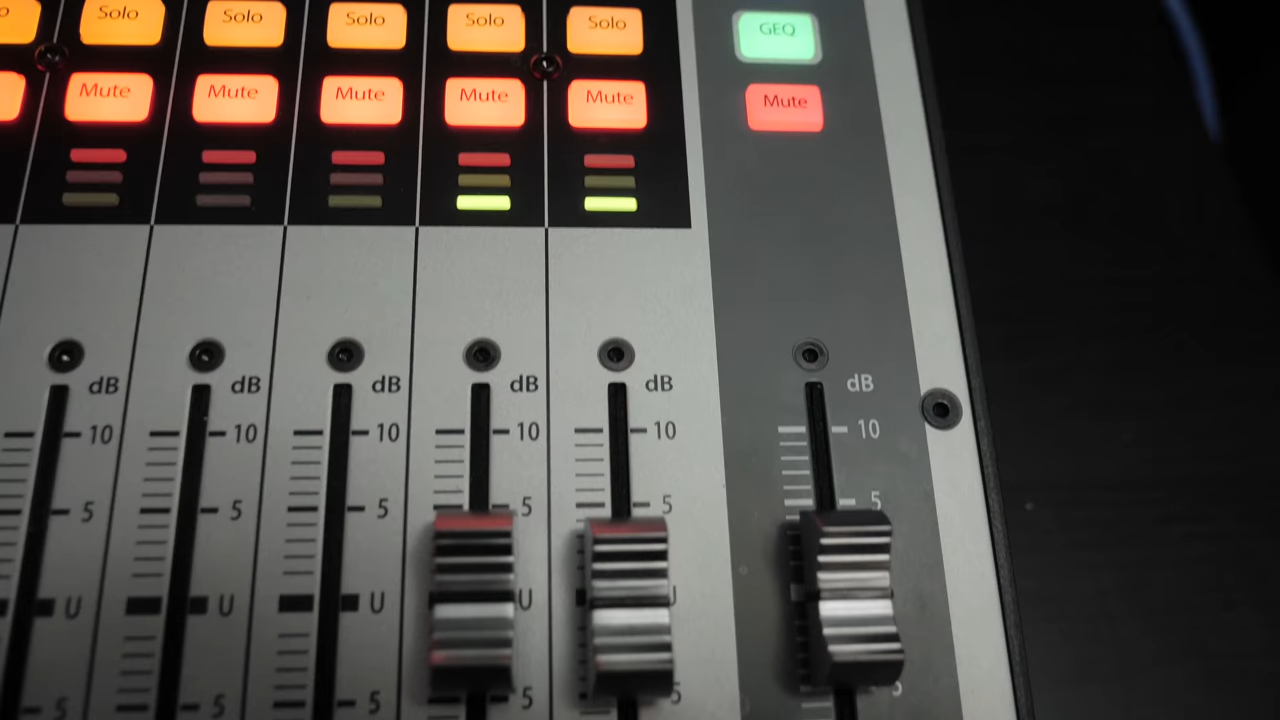 Solo Solo Solo Solo Solo GEQ
Mute Mute Mute Mute Mute Mute
dB dB dB dB dB dB
10 10 10 10 10 10
5 5 5 5 5 5
U U U U
5 5 5 5